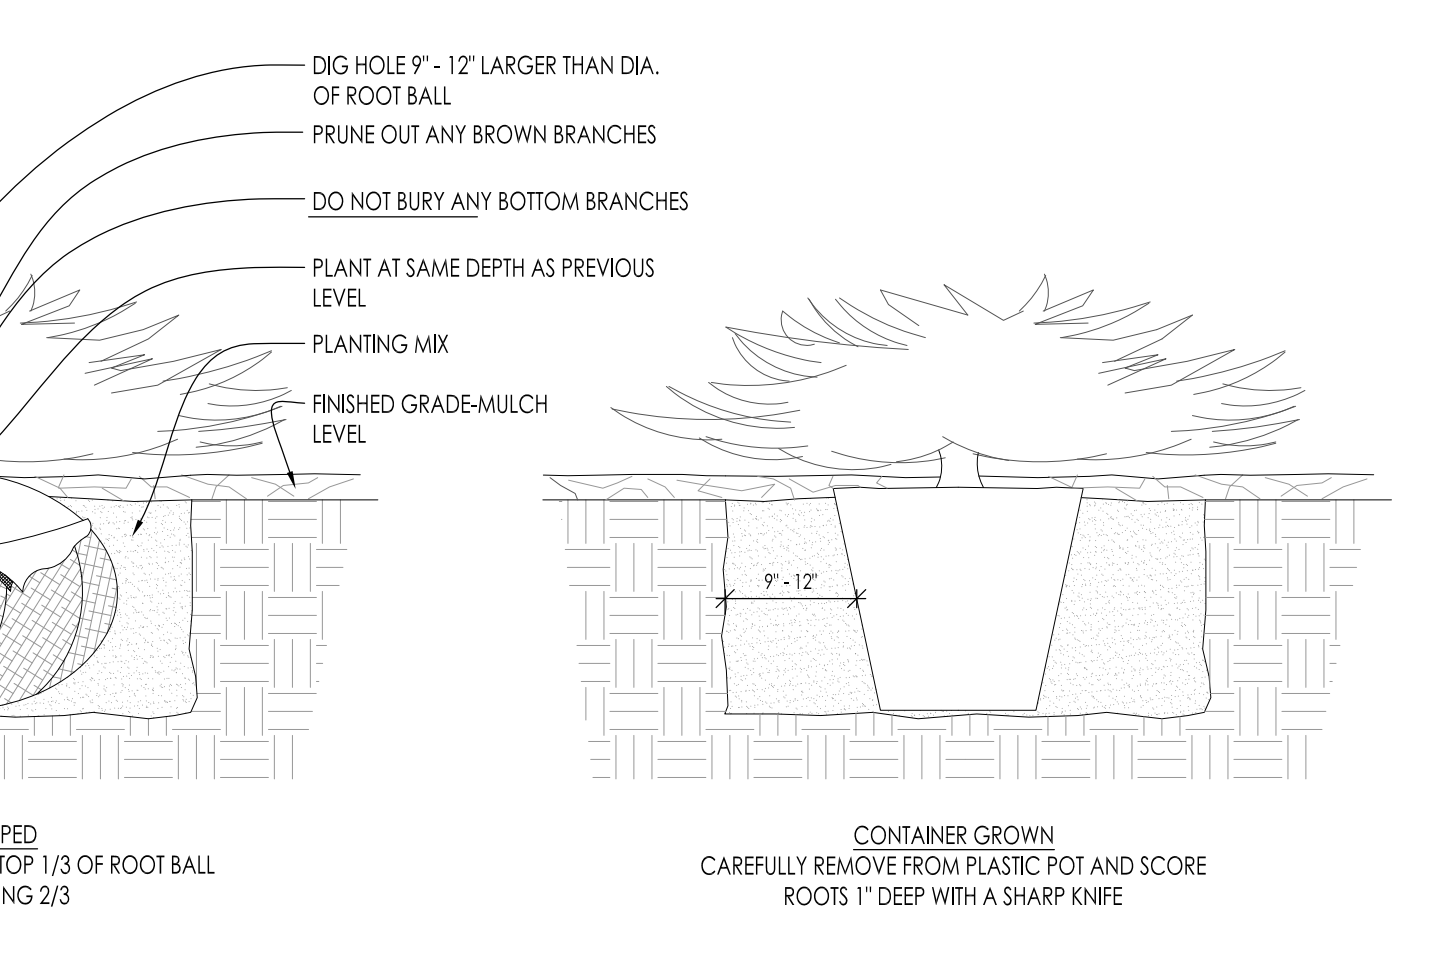 DIG HOLE 9" - 12" LARGER THAN DIA.
OF ROOT BALL
PRUNE OUT ANY BROWN BRANCHES
DO NOT BURY ANY BOTTOM BRANCHES
PLANT AT SAME DEPTH AS PREVIOUS
LEVEL
PLANTING MIX
FINISHED GRADE-MULCH
LEVEL
9" - 12"
PED
TOP 1/3 OF ROOT BALL
NG 2/3
CONTAINER GROWN
CAREFULLY REMOVE FROM PLASTIC POT AND SCORE
ROOTS 1" DEEP WITH A SHARP KNIFE